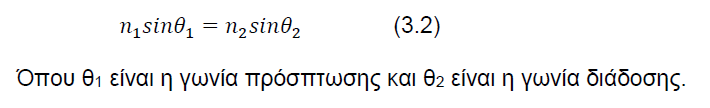 n₁sinθ₁ = n₂sinθ₂ (3.2)
Όπου θ₁ είναι η γωνία πρόσπτωσης και θ₂ είναι η γωνία διάδοσης.